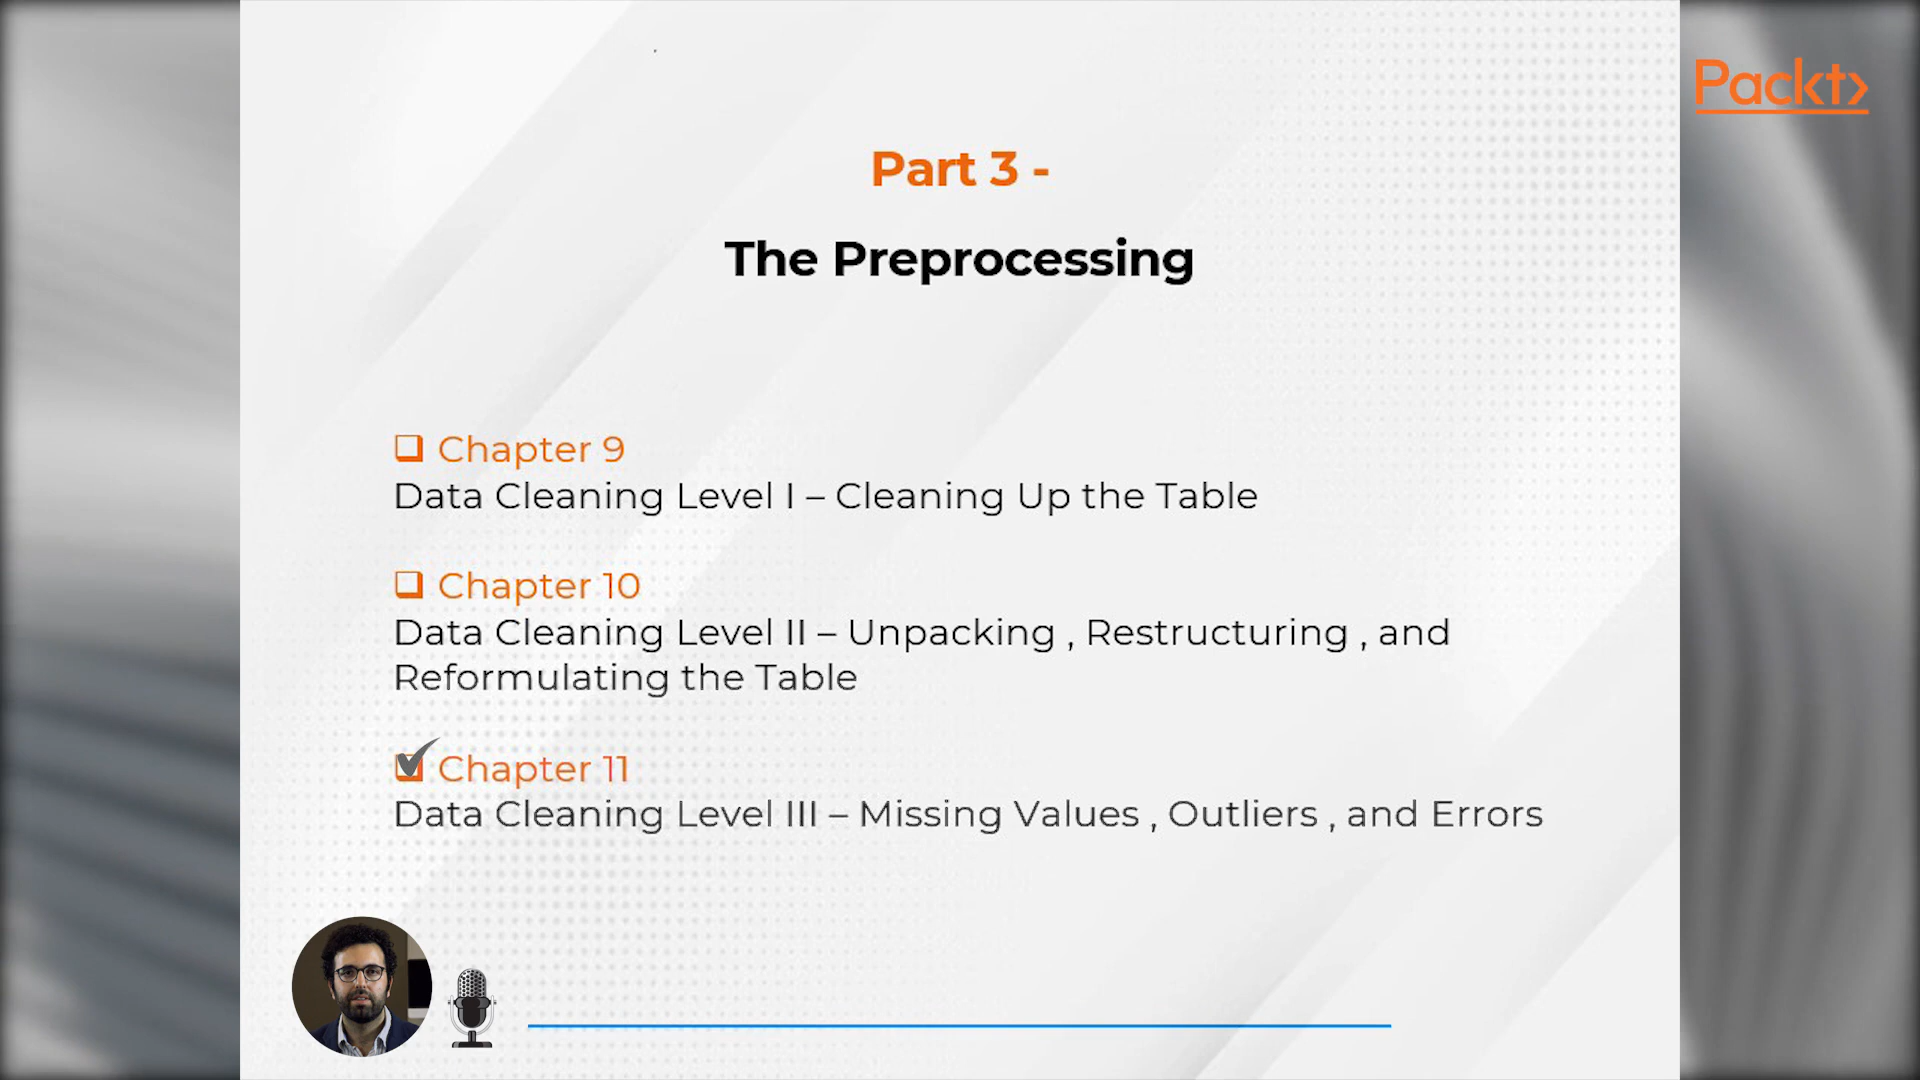 Packt>
Part 3 -
The Preprocessing
Chapter 9
Data Cleaning Level I – Cleaning Up the Table
Chapter 10
Data Cleaning Level II – Unpacking , Restructuring , and
Reformulating the Table
Chapter 11
Data Cleaning Level III – Missing Values , Outliers , and Errors